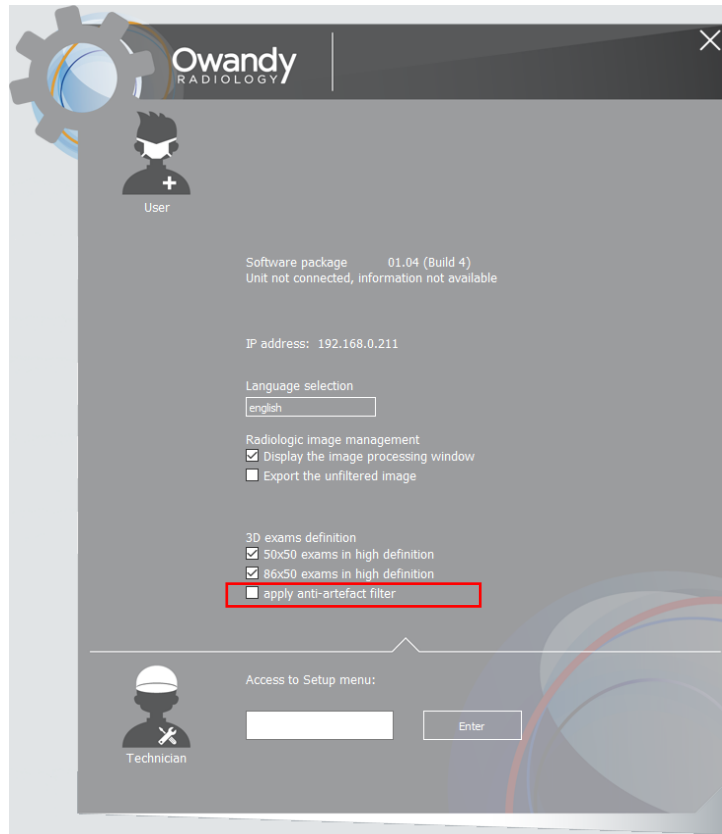 Owandy
RADIOLOGY
User
Software package 01.04 (Build 4)
Unit not connected, information not available
IP address: 192.168.0.211
Language selection
english
Radiologic image management
Display the image processing window
Export the unfiltered image
3D exams definition
50x50 exams in high definition
86x50 exams in high definition
apply anti-artefact filter
Access to Setup menu:
Enter
Technician